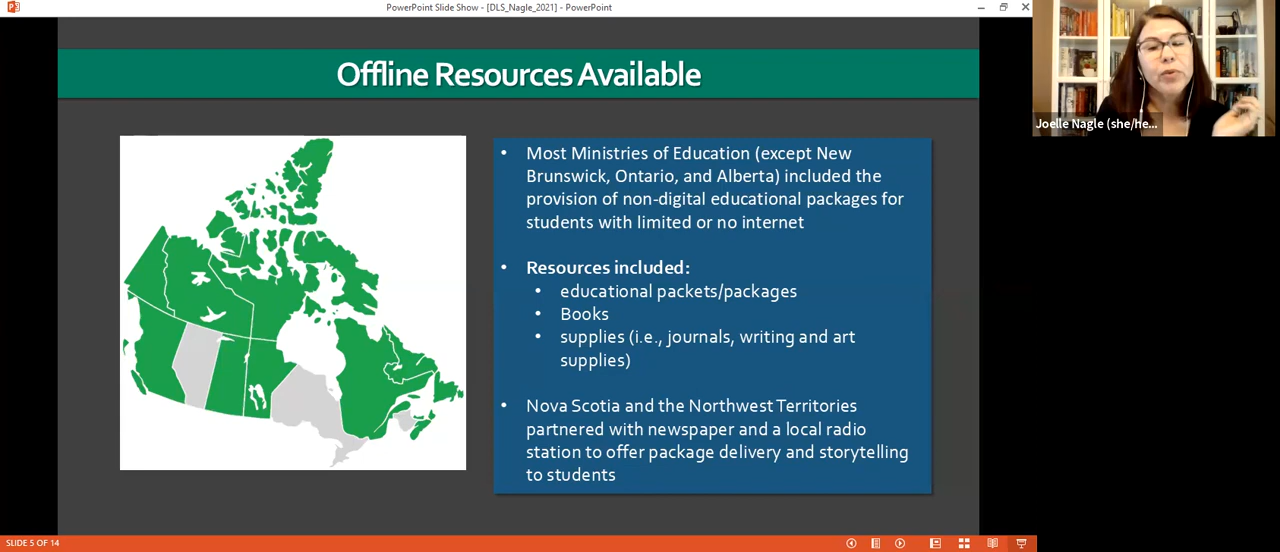 PowerPoint Slide Show - [DLS_Nagle_2021] - PowerPoint
Offline Resources Available
• Most Ministries of Education (except New
Brunswick, Ontario, and Alberta) included the
provision of non-digital educational packages for
students with limited or no internet
• Resources included:
• educational packets/packages
• Books
• supplies (i.e., journals, writing and art
supplies)
• Nova Scotia and the Northwest Territories
partnered with newspaper and a local radio
station to offer package delivery and storytelling
to students
Joelle Nagle (she/he...
SLIDE 5 OF 14